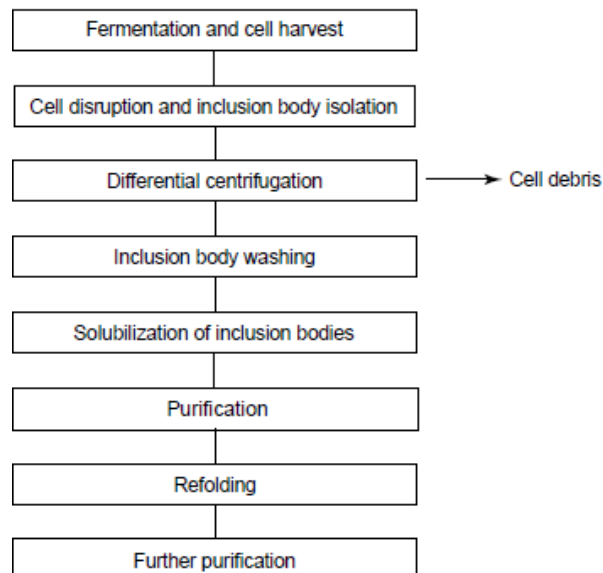 Fermentation and cell harvest
Cell disruption and inclusion body isolation
Differential centrifugation
Cell debris
Inclusion body washing
Solubilization of inclusion bodies
Purification
Refolding
Further purification